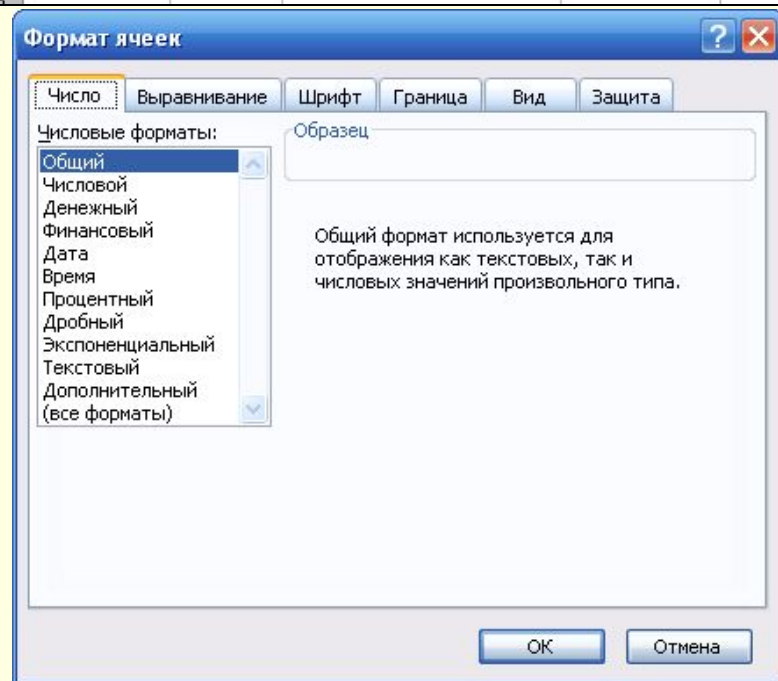 Формат ячеек
Число Выравнивание Шрифт Граница Вид Защита
Числовые форматы:
Общий
Числовой
Денежный
Финансовый
Дата
Время
Процентный
Дробный
Экспоненциальный
Текстовый
Дополнительный
(все форматы)
Образец
Общий формат используется для
отображения как текстовых, так и
числовых значений произвольного типа.
ОК Отмена